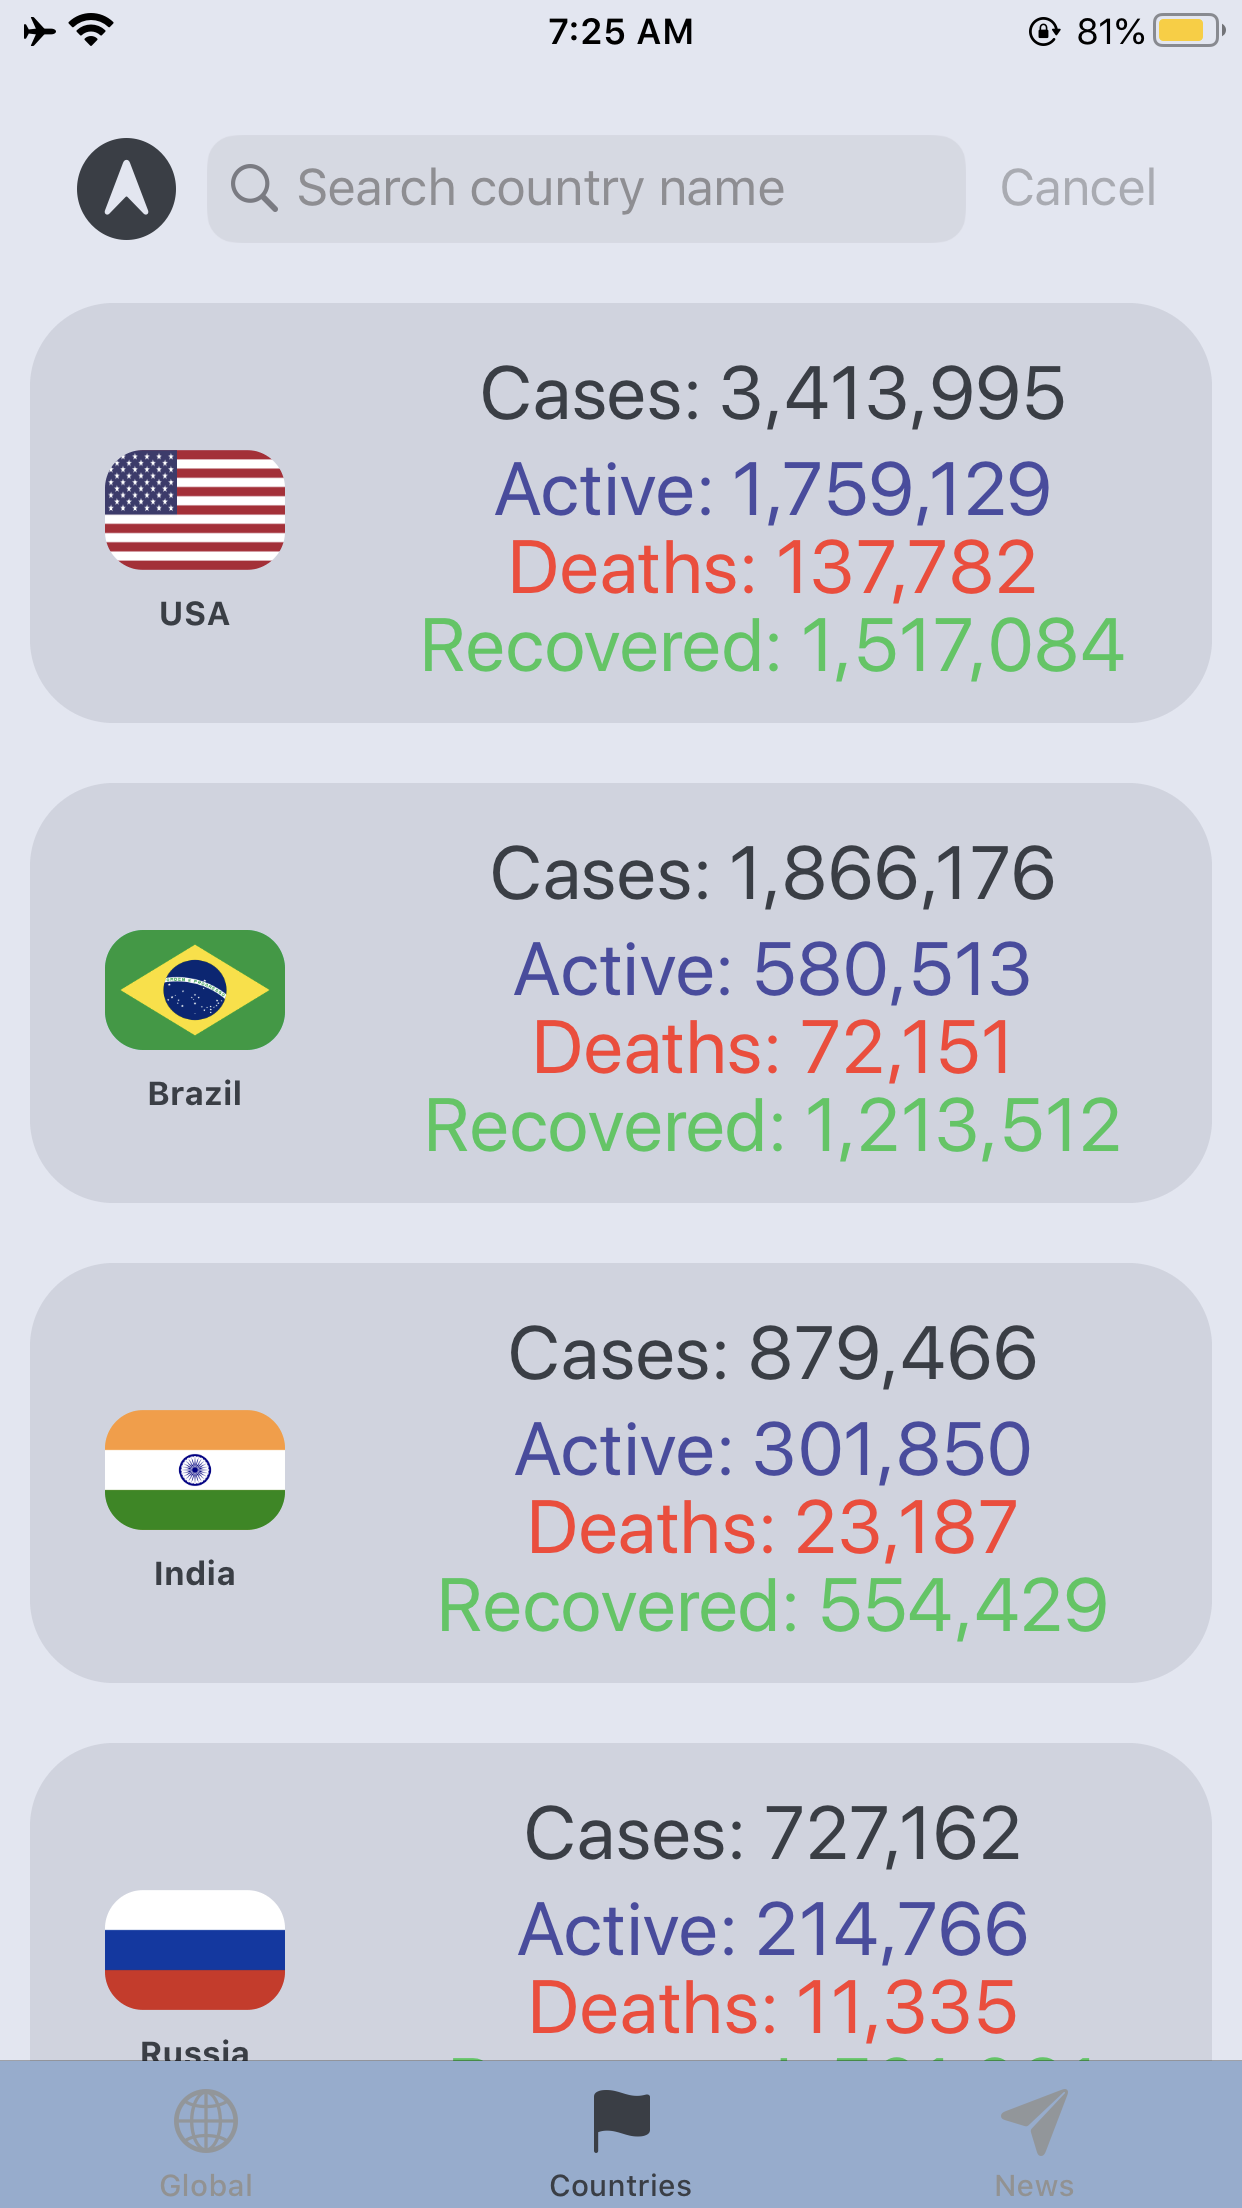 7:25 AM
81%
Search country name
Cancel
Cases: 3,413,995
Active: 1,759,129
Deaths: 137,782
Recovered: 1,517,084
USA
Cases: 1,866,176
Active: 580,513
Deaths: 72,151
Recovered: 1,213,512
Brazil
Cases: 879,466
Active: 301,850
Deaths: 23,187
Recovered: 554,429
India
Cases: 727,162
Active: 214,766
Deaths: 11,335
Russia
Global
Countries
News